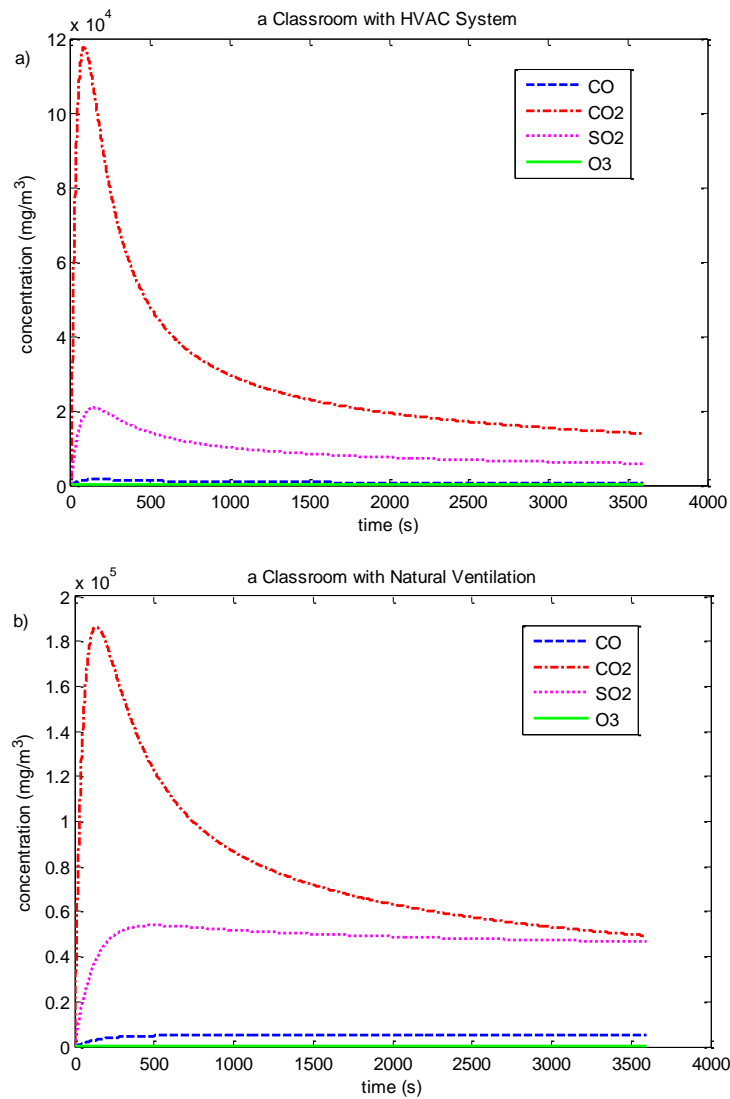 a Classroom with HVAC System
x 10^4
a)
12
10
8
6
4
2
0
concentration (mg/m³)
CO
CO2
SO2
O3
0 500 1000 1500 2000 2500 3000 3500 4000
time (s)
a Classroom with Natural Ventilation
x 10^5
b)
2
1.8
1.6
1.4
1.2
1
0.8
0.6
0.4
0.2
0
concentration (mg/m³)
CO
CO2
SO2
O3
0 500 1000 1500 2000 2500 3000 3500 4000
time (s)